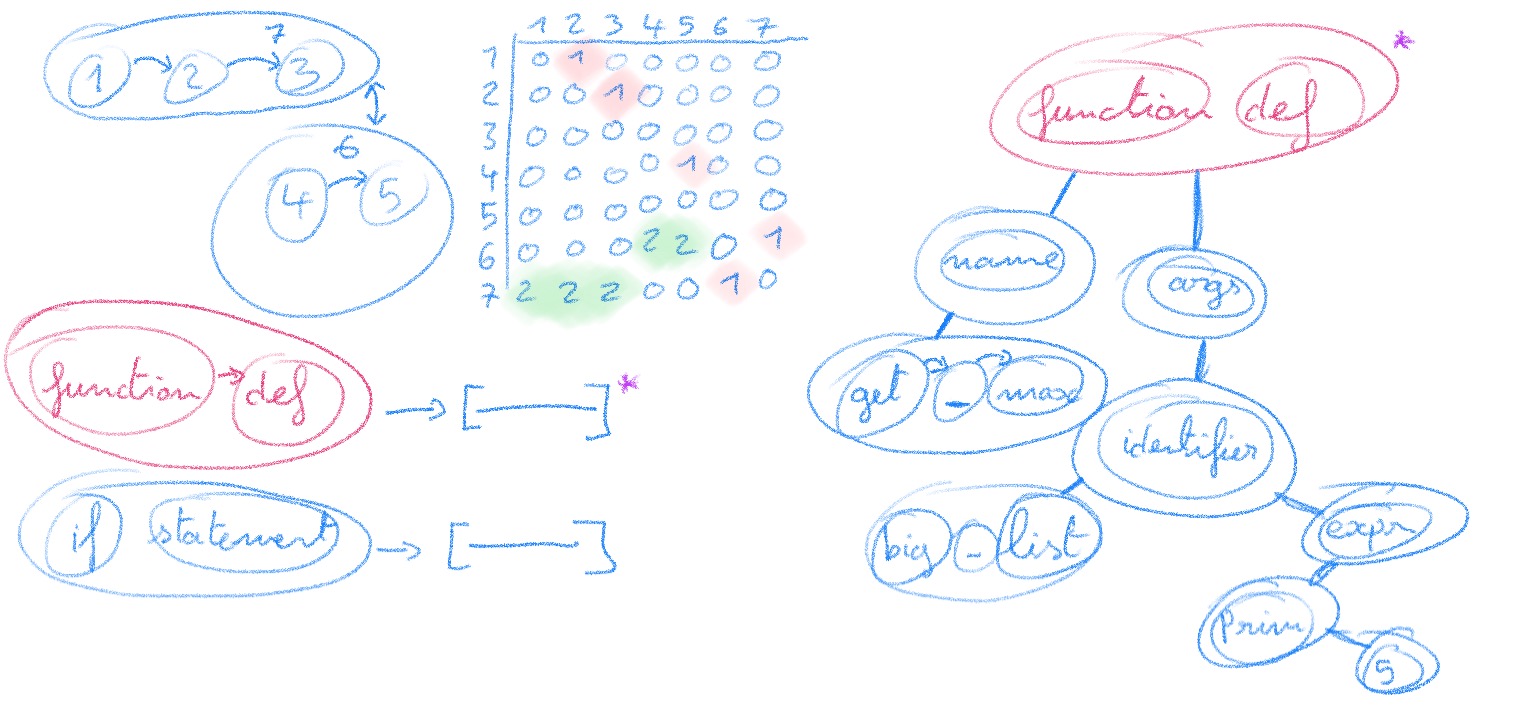 7
1 → 2 → 3
6
4 → 5
1 2 3 4 5 6 7
1 0 1 0 0 0 0 0
2 0 0 1 0 0 0 0
3 0 0 0 0 0 0 0
4 0 0 0 0 1 0 0
5 0 0 0 0 0 0 0
6 0 0 0 2 2 0 1
7 2 2 2 0 0 1 0
function → def → [ — ] *
if statement → [ — ]
function def *
name
args
get → _ → max
identifier
big _ list
expr
prim
5